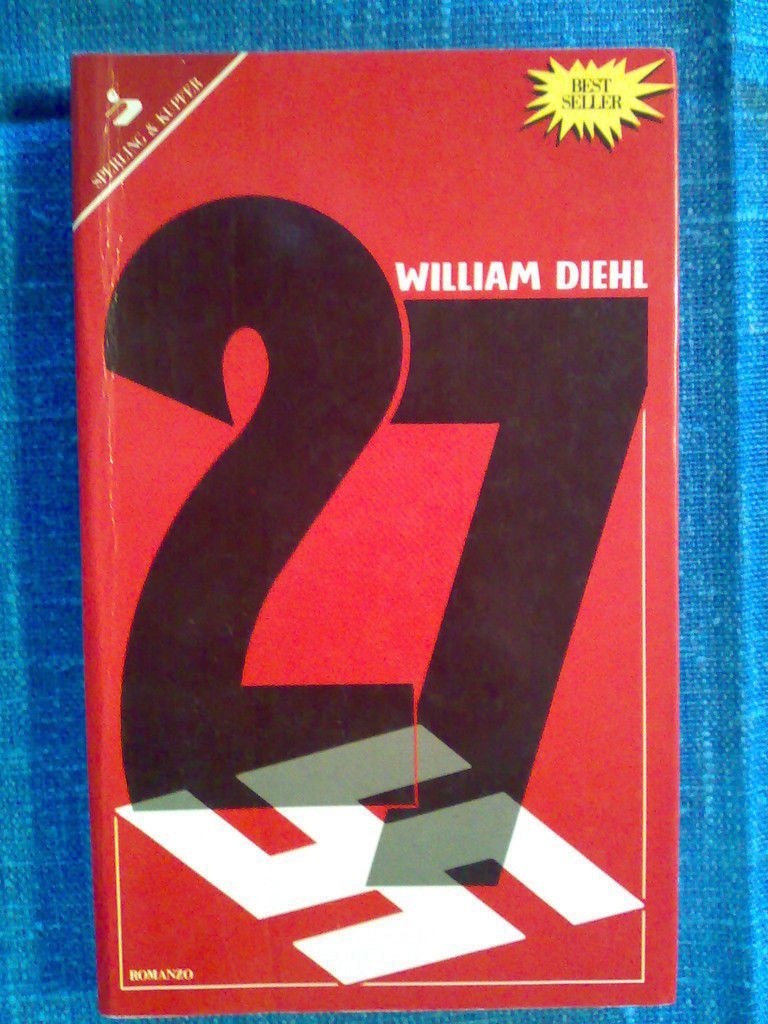 SPERLING & KUPFER
BEST
SELLER
WILLIAM DIEHL
27
ROMANZO